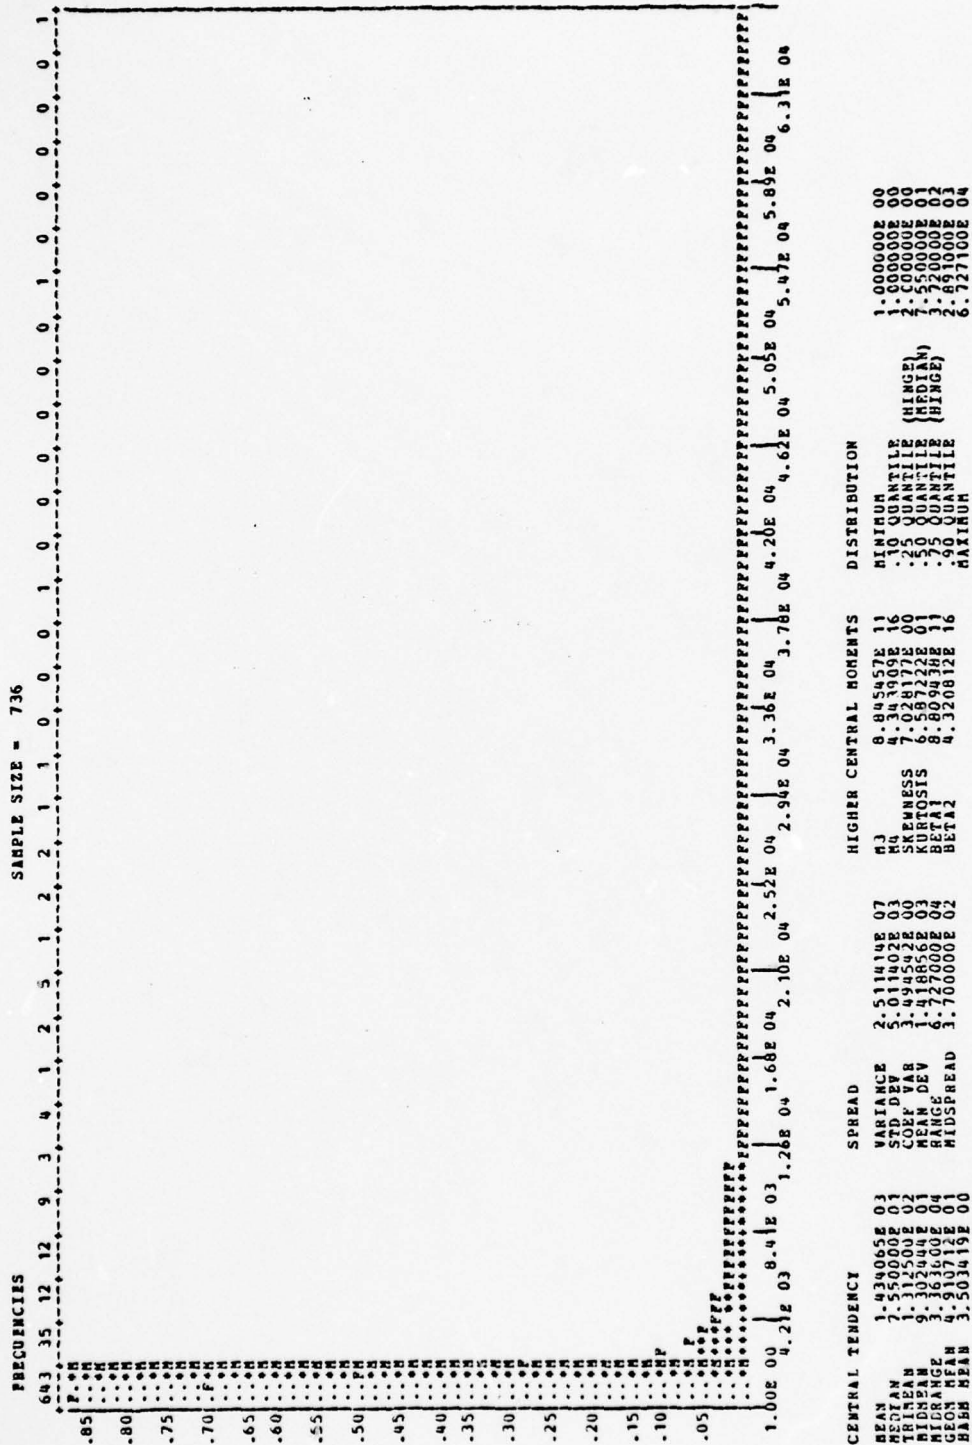 FRECUENCIES SAMPLE SIZE = 736
643 35 12 12 9 3 4 1 2 5 1 2 2 1 1 0 0 0 1 0 0 0 0 0 1 0 1 0 0 0 0 1
.85
.80
.75
.70
.65
.60
.55
.50
.45
.40
.35
.30
.25
.20
.15
.10
.05
1.00E 00 8.41E 03 1.68E 04 2.52E 04 3.36E 04 4.20E 04 5.05E 04 5.89E 04
4.21E 03 1.26E 04 2.10E 04 2.94E 04 3.78E 04 4.62E 04 5.47E 04 6.31E 04
CENTRAL TENDENCY SPREAD HIGHER CENTRAL MOMENTS DISTRIBUTION
MEAN 1.434065E 03 VARIANCE 2.511414E 07 M3 8.845457E 11 MINIMUM 1.000000E 00
MEDIAN 7.550000E 01 STD DEV 5.011402E 03 M4 4.343909E 16 .10 QUANTILE 1.000000E 00
TRIMEAN 1.312500E 02 COEF VAR 3.494542E 00 SKEWNESS 7.028177E 00 .25 QUANTILE (HINGE) 2.000000E 00
MIDMEAN 9.302444E 01 MEAN DEV 1.418856E 03 KURTOSIS 6.587222E 01 .50 QUANTILE (MEDIAN) 7.550000E 01
MIDRANGE 3.363600E 04 RANGE 6.727000E 04 BETA1 8.809438E 11 .75 QUANTILE (HINGE) 3.720000E 02
GEOM MEAN 4.910712E 01 MIDSPREAD 3.700000E 02 BETA2 4.320812E 16 .90 QUANTILE 2.891000E 03
HARM MEAN 3.503419E 00 MAXIMUM 6.727100E 04